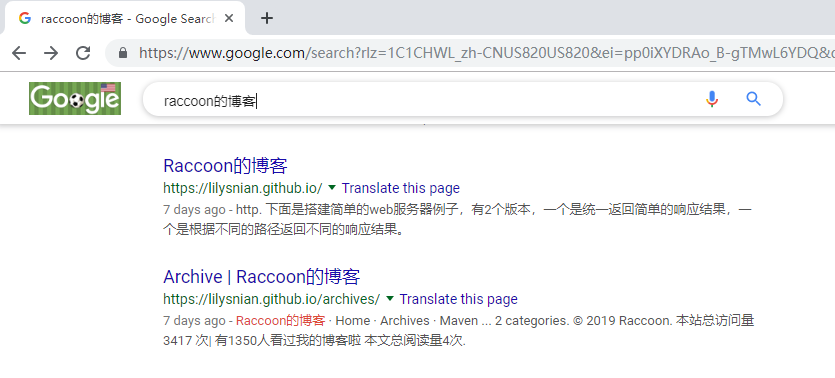 raccoon的博客 - Google Search
https://www.google.com/search?rlz=1C1CHWL_zh-CNUS820US820&ei=pp0iXYDRAo_B-gTMwL6YDQ&
Google
raccoon的博客
Raccoon的博客
https://lilysnian.github.io/ ▼ Translate this page
7 days ago - http. 下面是搭建简单的web服务器例子，有2个版本，一个是统一返回简单的响应结果，一
个是根据不同的路径返回不同的响应结果。
Archive | Raccoon的博客
https://lilysnian.github.io/archives/ ▼ Translate this page
7 days ago - Raccoon的博客 · Home · Archives · Maven ... 2 categories. © 2019 Raccoon. 本站总访问量
3417 次| 有1350人看过我的博客啦 本文总阅读量4次.